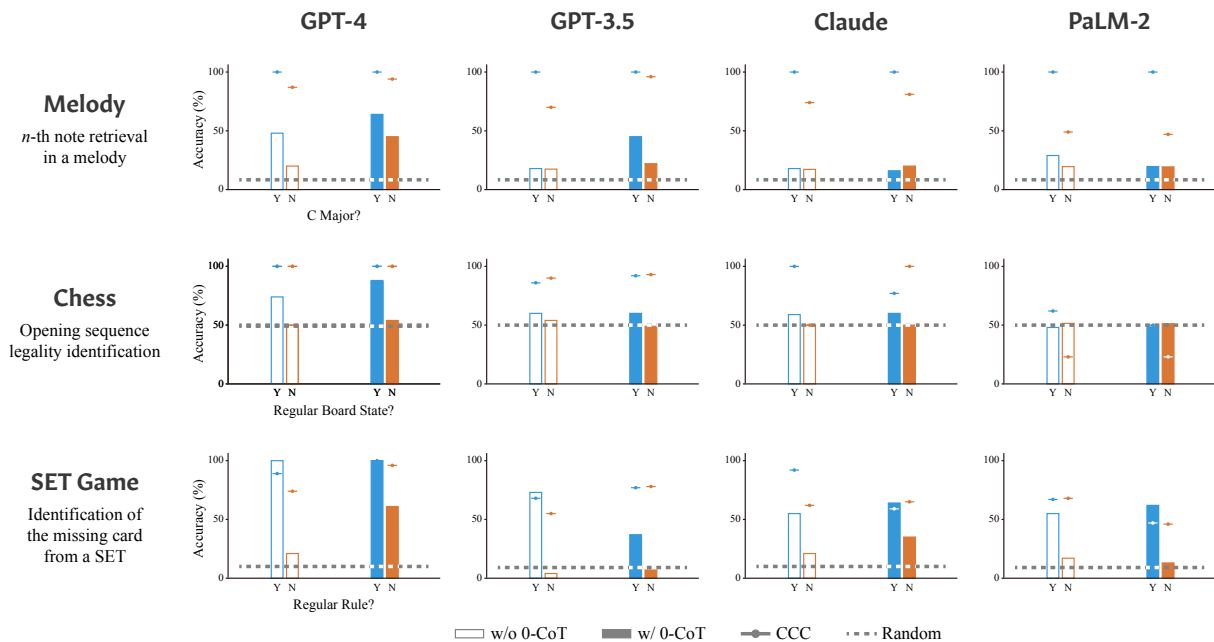 GPT-4 GPT-3.5 Claude PaLM-2
Melody
n-th note retrieval
in a melody
Accuracy (%)
100 100 100 100
50 50 50 50
0 0 0 0
Y N Y N Y N Y N Y N Y N Y N Y N
C Major?
Chess
Opening sequence
legality identification
Accuracy (%)
100 100 100 100
50 50 50 50
0 0 0 0
Y N Y N Y N Y N Y N Y N Y N Y N
Regular Board State?
SET Game
Identification of
the missing card
from a SET
Accuracy (%)
100 100 100 100
50 50 50 50
0 0 0 0
Y N Y N Y N Y N Y N Y N Y N Y N
Regular Rule?
w/o 0-CoT w/ 0-CoT CCC Random